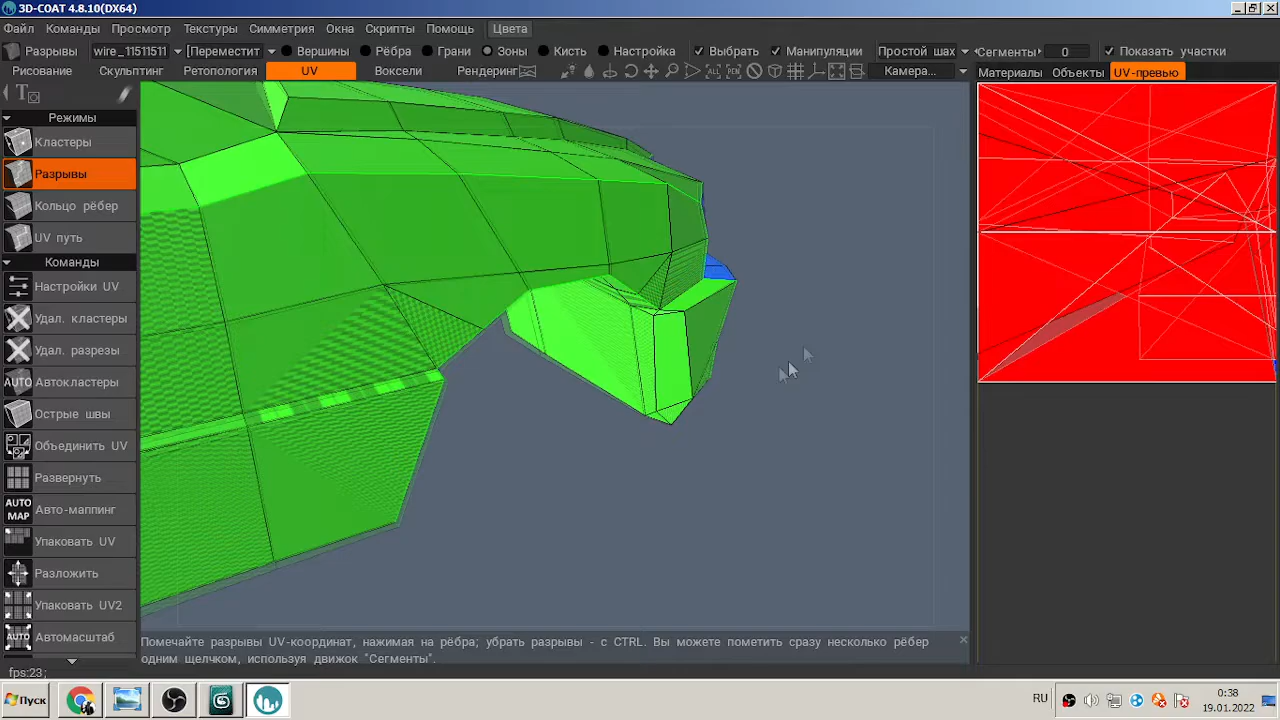 3D-COAT 4.8.10(DX64)
Файл Команды Просмотр Текстуры Симметрия Окна Скрипты Помощь Цвета
Разрывы wire_11511511 [Переместит Вершины Рёбра Грани Зоны Кисть Настройка Выбрать Манипуляции Простой шах Сегменты 0 Показать участки
Рисование Скульптинг Ретопология UV Воксели Рендеринг ALL Камера... Материалы Объекты UV-превью
Режимы
Кластеры
Разрывы
Кольцо рёбер
UV путь
Команды
Настройки UV
Удал. кластеры
Удал. разрезы
AUTO Автокластеры
Острые швы
Объединить UV
Развернуть
AUTO MAP Авто-маппинг
Упаковать UV
Разложить
Упаковать UV2
AUTO Автомасштаб
Помечайте разрывы UV-координат, нажимая на рёбра; убрать разрывы - с CTRL. Вы можете пометить сразу несколько рёбер
одним щелчком, используя движок "Сегменты".
fps:23;
Пуск RU 0:38
19.01.2022